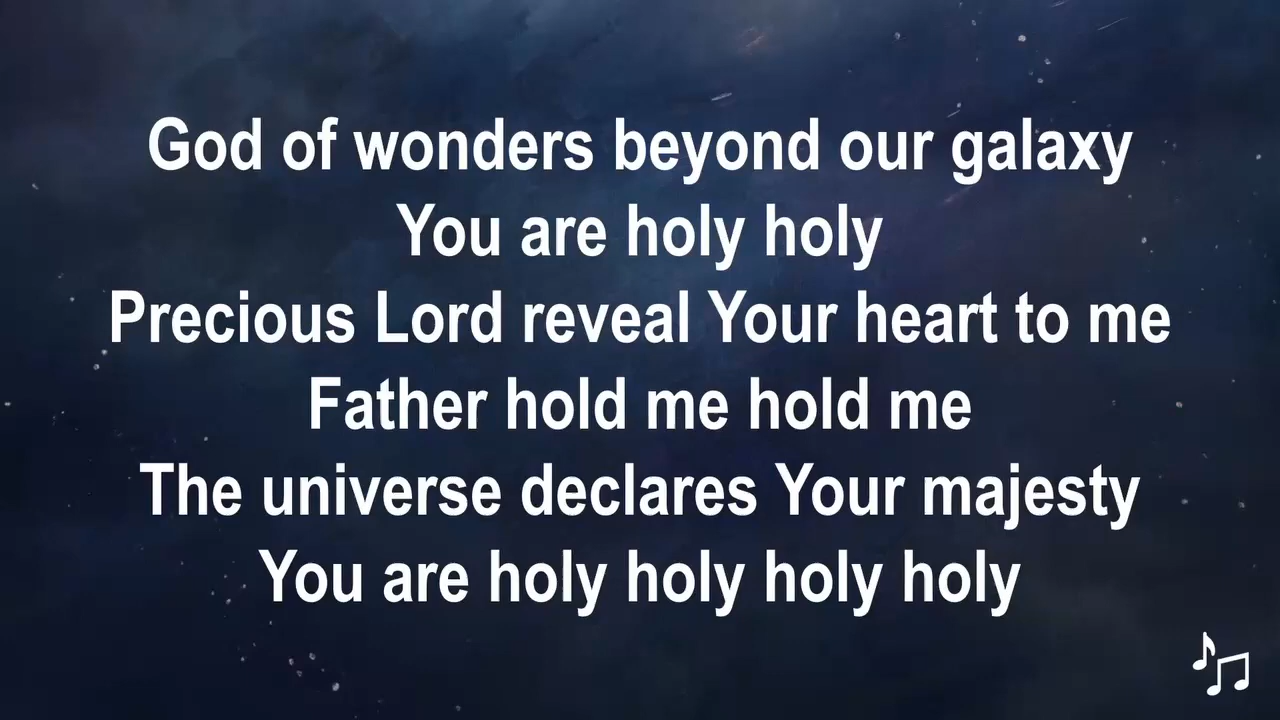 God of wonders beyond our galaxy
You are holy holy
Precious Lord reveal Your heart to me
Father hold me hold me
The universe declares Your majesty
You are holy holy holy holy